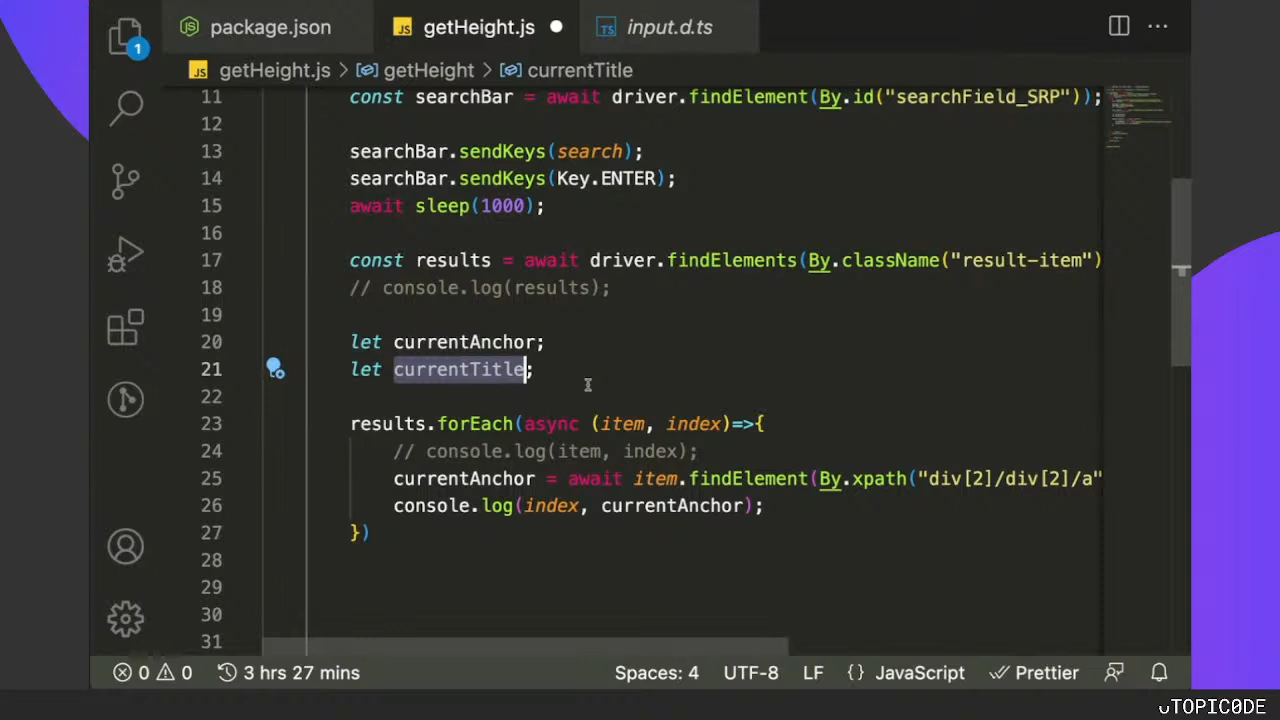 package.json
JS getHeight.js
TS input.d.ts
1
JS getHeight.js > getHeight > currentTitle
11 const searchBar = await driver.findElement(By.id("searchField_SRP"));
12
13 searchBar.sendKeys(search);
14 searchBar.sendKeys(Key.ENTER);
15 await sleep(1000);
16
17 const results = await driver.findElements(By.className("result-item")
18 // console.log(results);
19
20 let currentAnchor;
21 let currentTitle;
22
23 results.forEach(async (item, index)=>{
24 // console.log(item, index);
25 currentAnchor = await item.findElement(By.xpath("div[2]/div[2]/a"
26 console.log(index, currentAnchor);
27 })
28
29
30
31
0 0 3 hrs 27 mins Spaces: 4 UTF-8 LF {} JavaScript Prettier